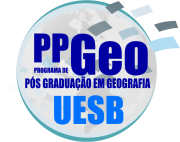 PPGeo
PROGRAMA DE
PÓS GRADUAÇÃO EM GEOGRAFIA
UESB